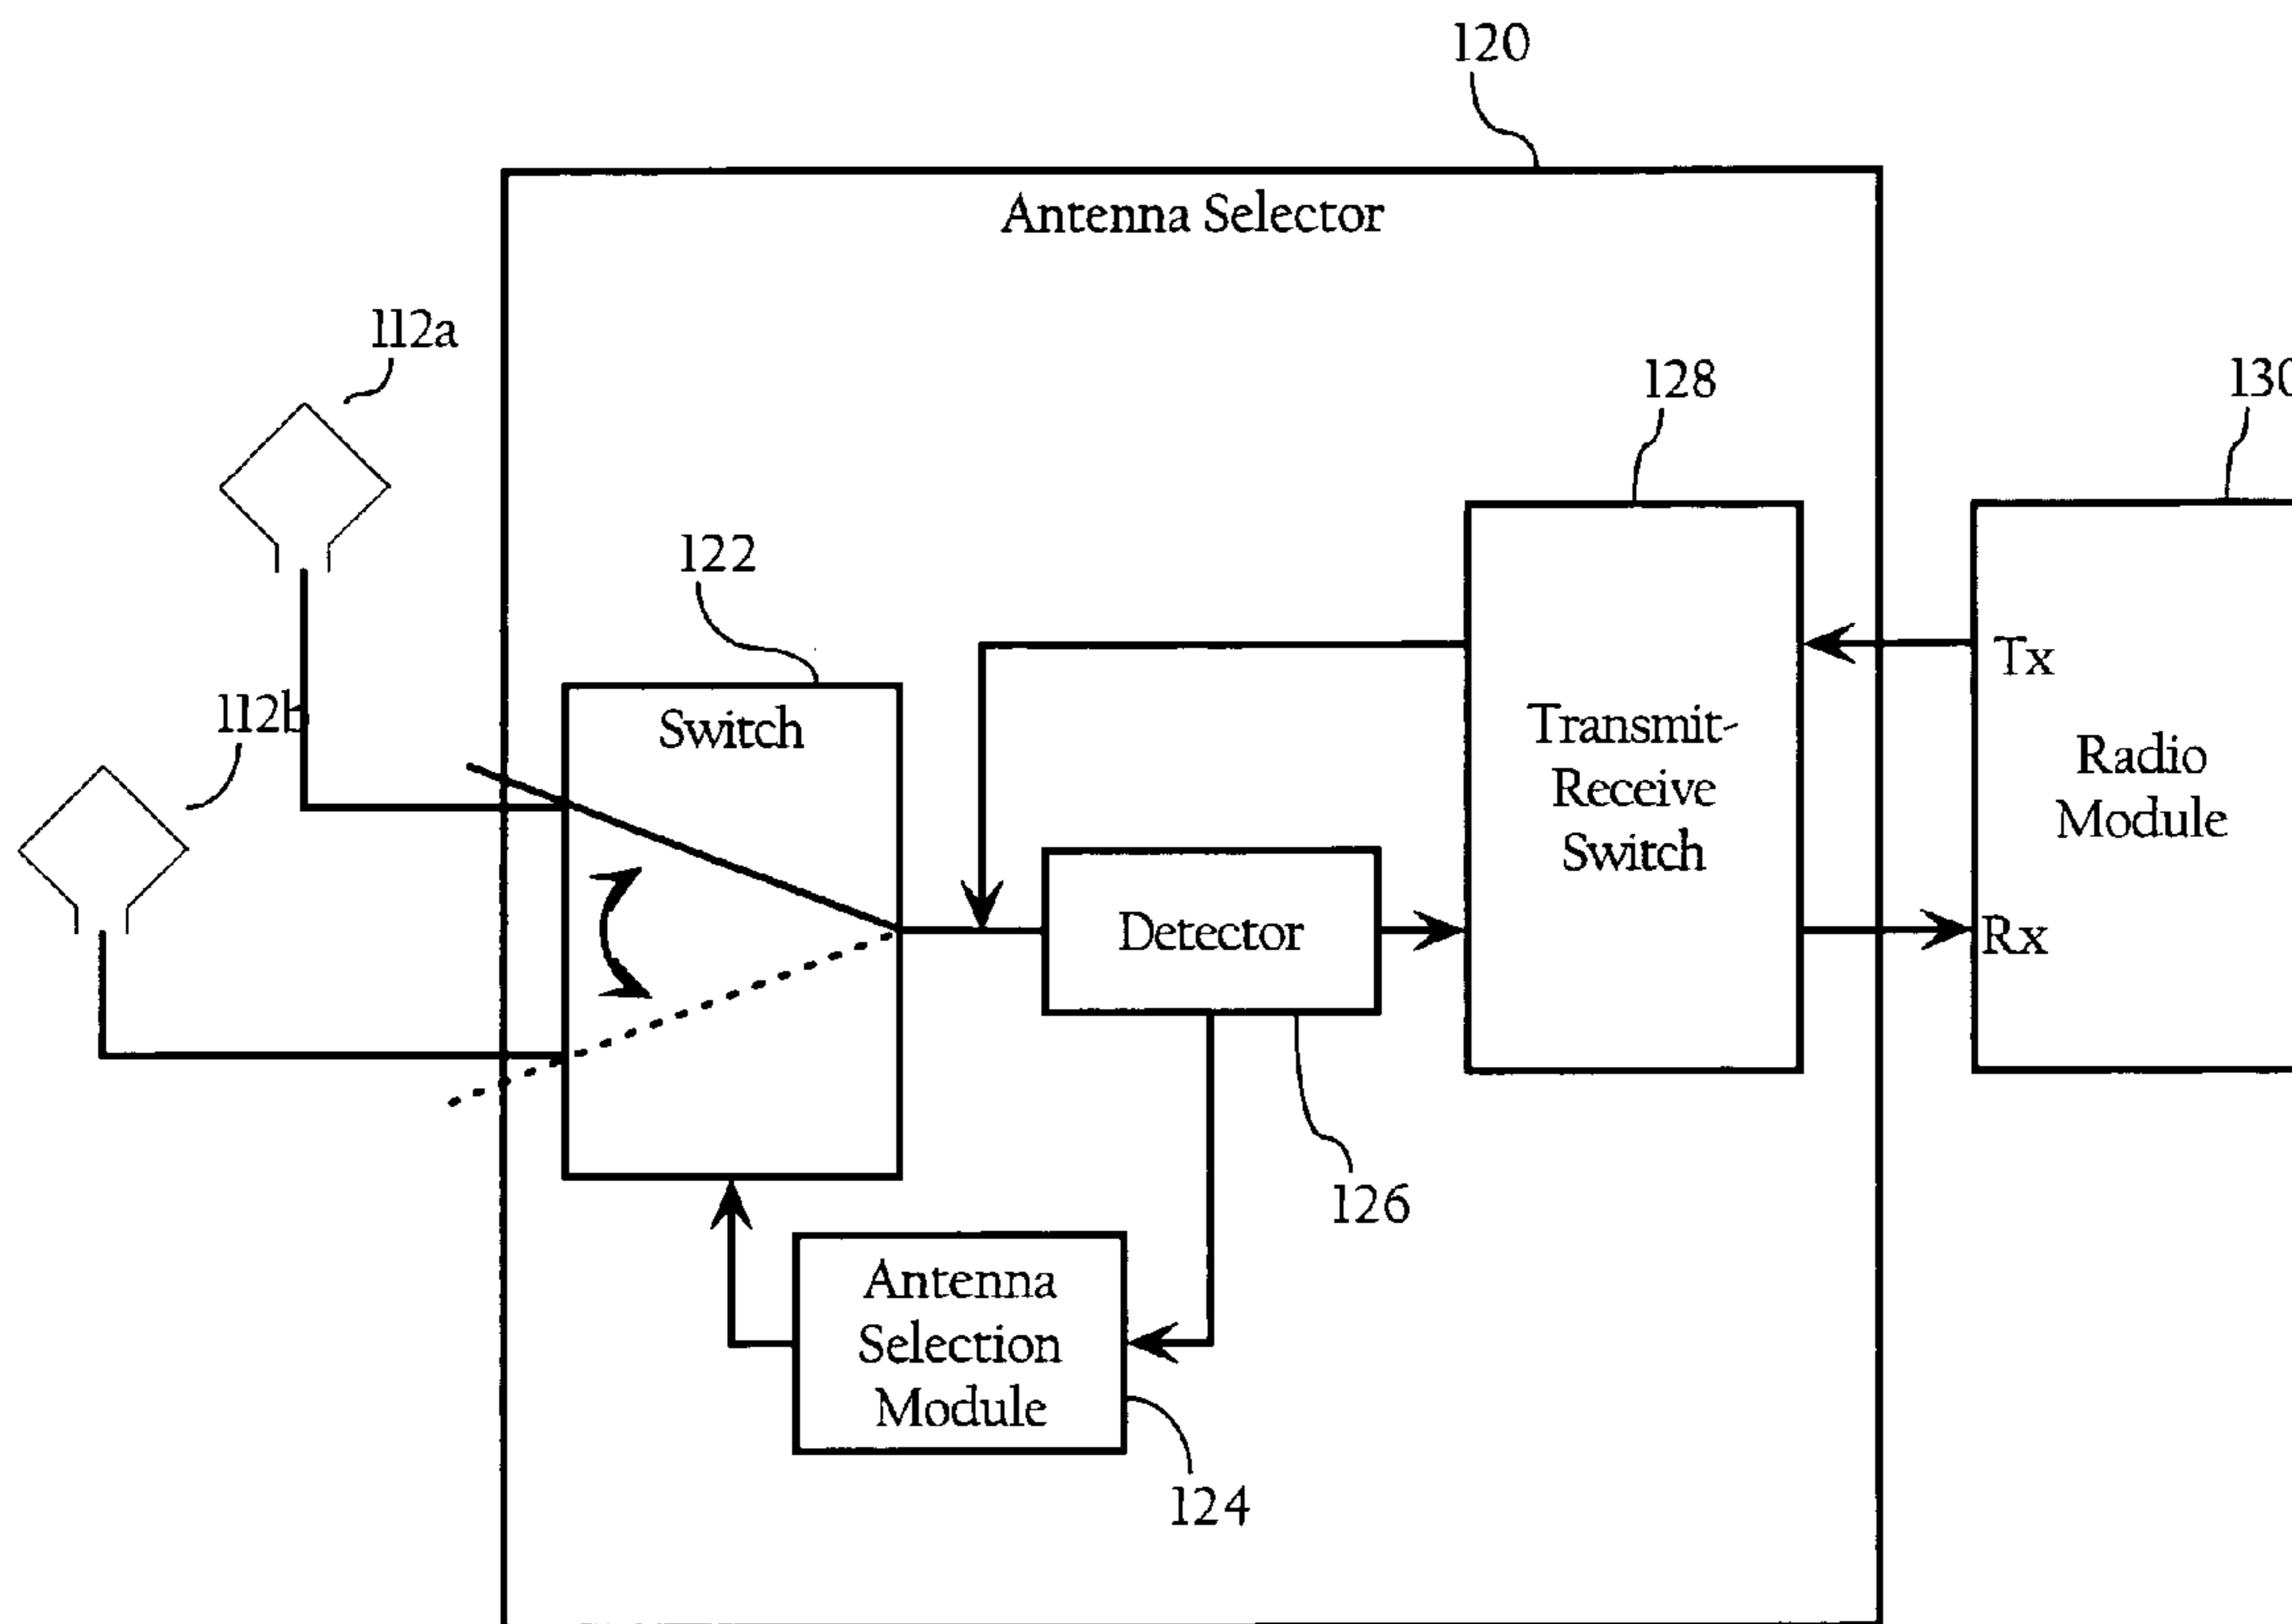 120
Antenna Selector
112a
128
130
122
Tx
112b
Switch
Transmit-
Receive
Switch
Radio
Module
Detector
Rx
126
Antenna
Selection
Module
124